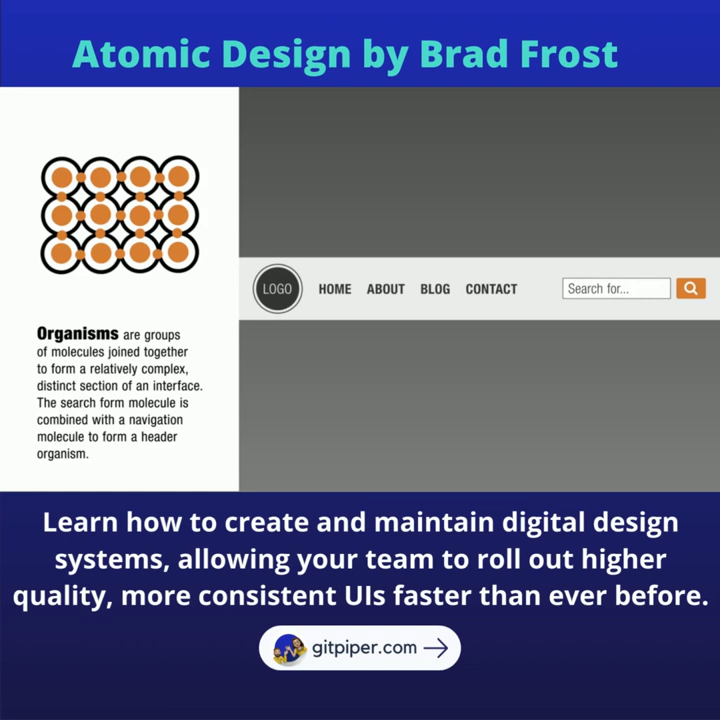 Atomic Design by Brad Frost
LOGO
HOME ABOUT BLOG CONTACT
Search for...
Organisms are groups
of molecules joined together
to form a relatively complex,
distinct section of an interface.
The search form molecule is
combined with a navigation
molecule to form a header
organism.
Learn how to create and maintain digital design
systems, allowing your team to roll out higher
quality, more consistent UIs faster than ever before.
gitpiper.com